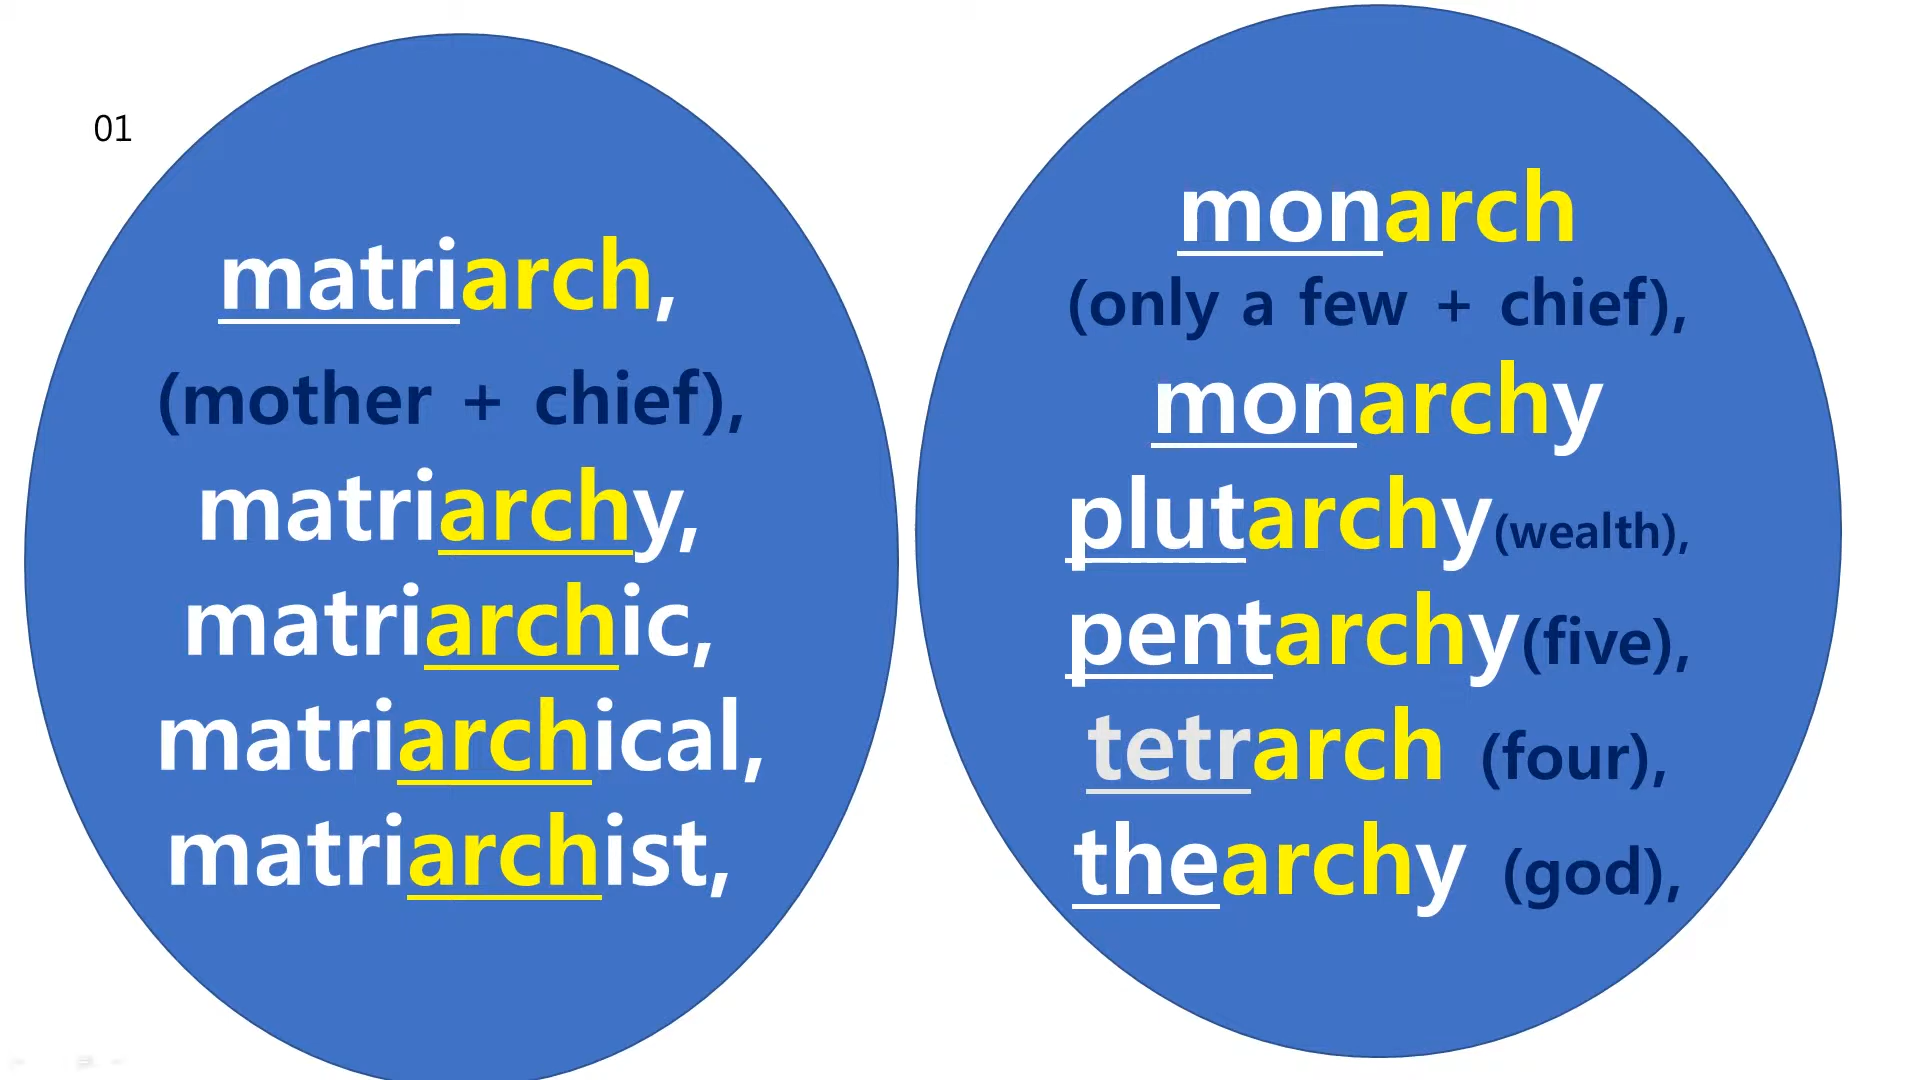 01
matriarch,
(mother + chief),
matriarchy,
matriarchic,
matriarchical,
matriarchist,
monarch
(only a few + chief),
monarchy
plutarchy(wealth),
pentarchy(five),
tetrarch (four),
thearchy (god),